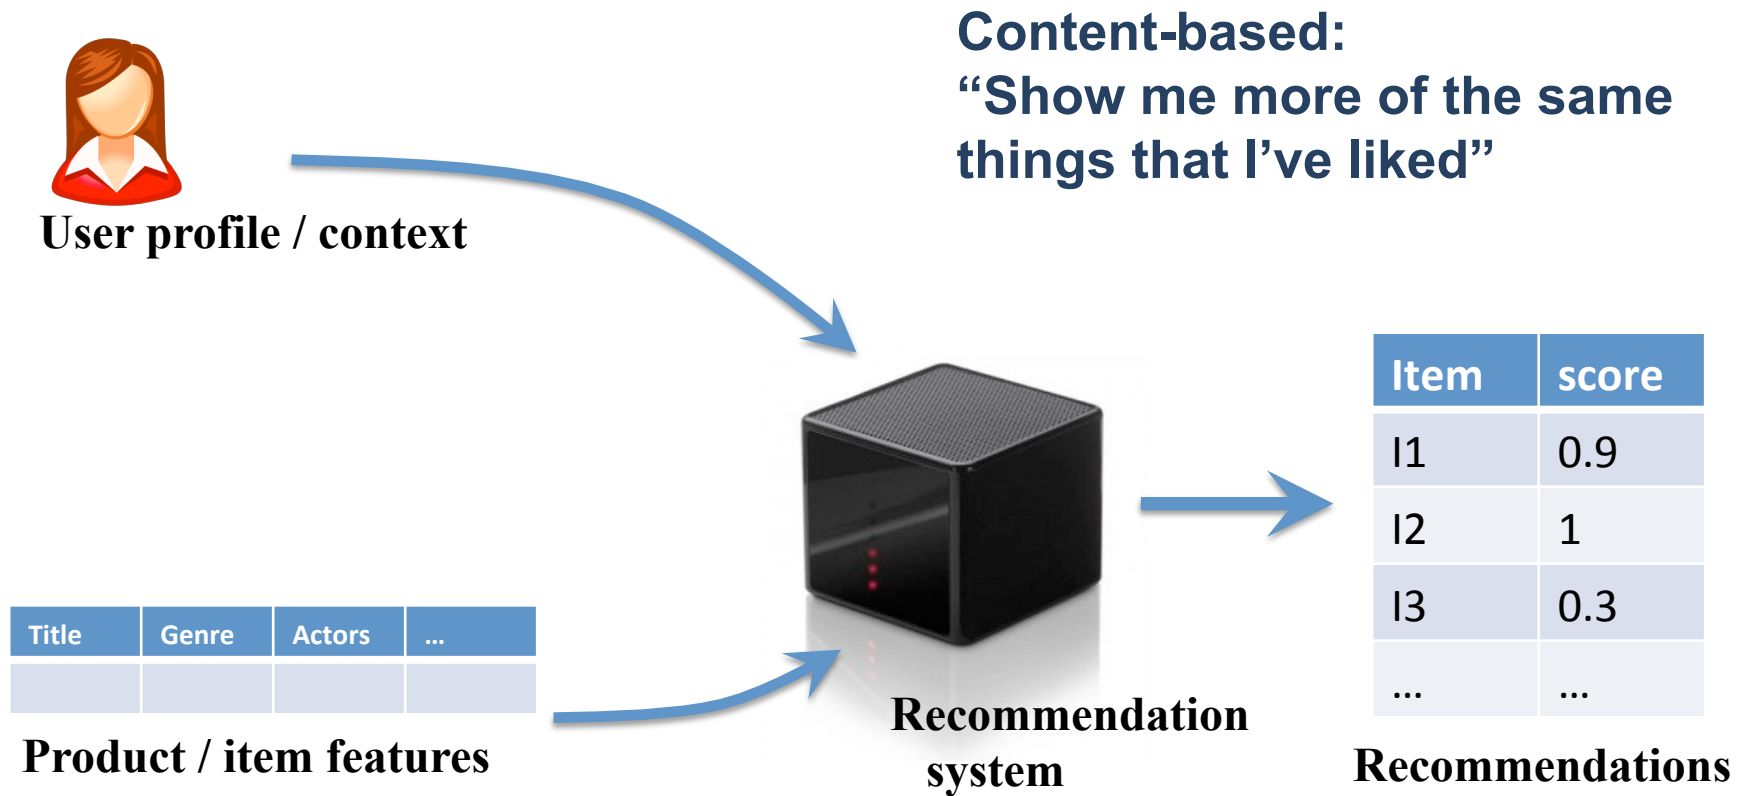 Content-based:
“Show me more of the same
things that I’ve liked”
User profile / context
Item score
I1 0.9
I2 1
I3 0.3
... ...
Title Genre Actors ...
Product / item features
Recommendation
system
Recommendations